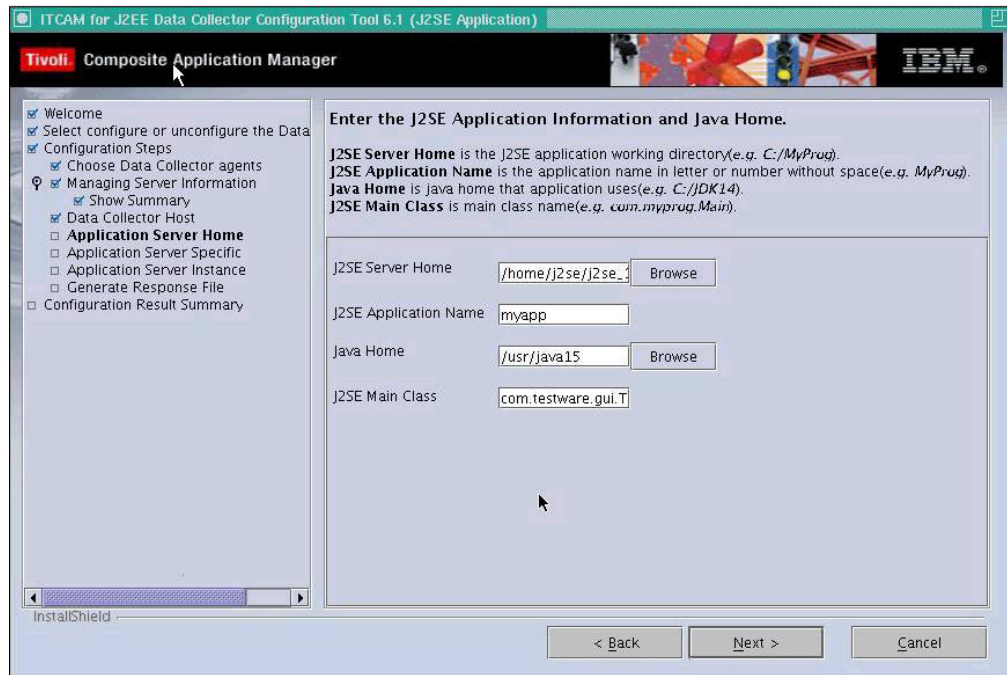 ITCAM for J2EE Data Collector Configuration Tool 6.1 (J2SE Application)
Tivoli. Composite Application Manager
IBM.
Welcome
Select configure or unconfigure the Data
Configuration Steps
Choose Data Collector agents
Managing Server Information
Show Summary
Data Collector Host
Application Server Home
Application Server Specific
Application Server Instance
Generate Response File
Configuration Result Summary
Enter the J2SE Application Information and Java Home.
J2SE Server Home is the J2SE application working directory(e.g. C:/MyProg).
J2SE Application Name is the application name in letter or number without space(e.g. MyProg).
Java Home is java home that application uses(e.g. C:/JDK14).
J2SE Main Class is main class name(e.g. com.myprog.Main).
J2SE Server Home /home/j2se/j2se_1 Browse
J2SE Application Name myapp
Java Home /usr/java15 Browse
J2SE Main Class com.testware.gui.T
InstallShield
< Back Next > Cancel